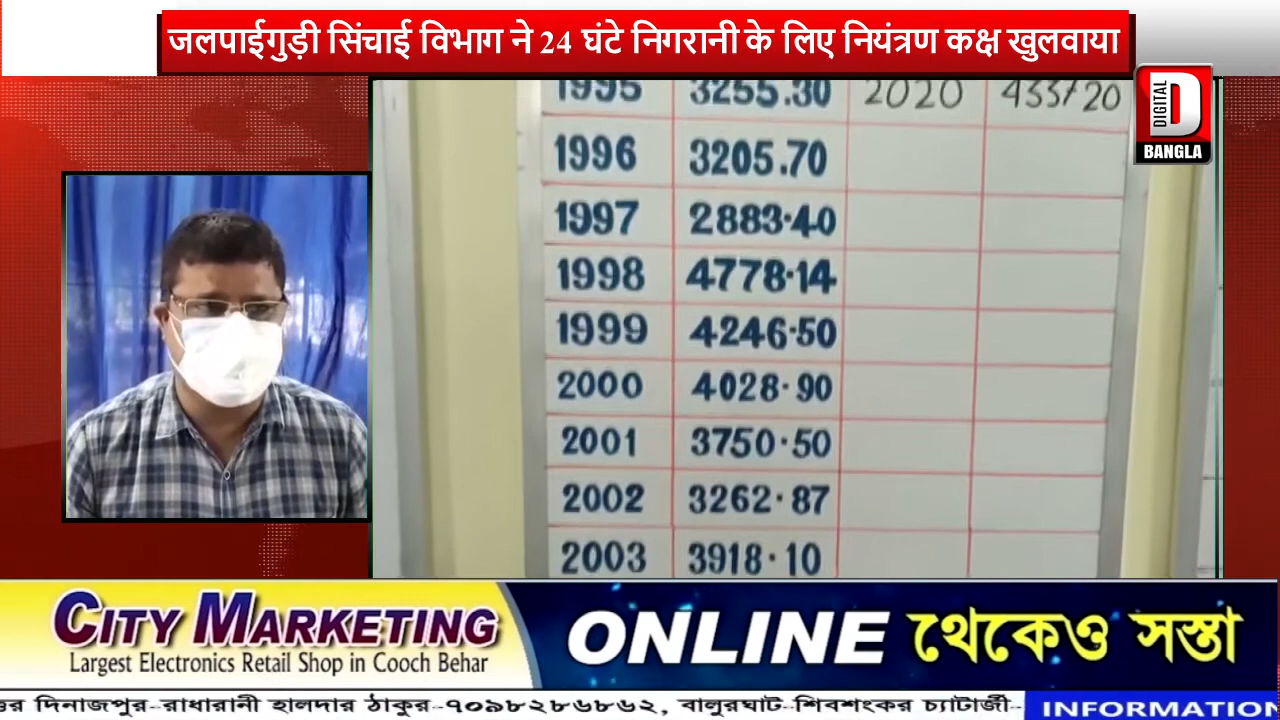 जलपाईगुड़ी सिंचाई विभाग ने 24 घंटे निगरानी के लिए नियंत्रण कक्ष खुलवाया
DIGITAL
BANGLA
1995 3255.30 2020
1996 3205.70
1997 2883.40
1998 4778.14
1999 4246.50
2000 4028.90
2001 3750.50
2002 3262.87
2003 3918.10
CITY MARKETING
Largest Electronics Retail Shop in Cooch Behar
ONLINE থেকেও সস্তা
দিনাজপুর-রাধারানী হালদার ঠাকুর-৭০৯৮২৮৬৮৬২, বালুরঘাট-শিবশংকর চ্যাটার্জী-
INFORMATION